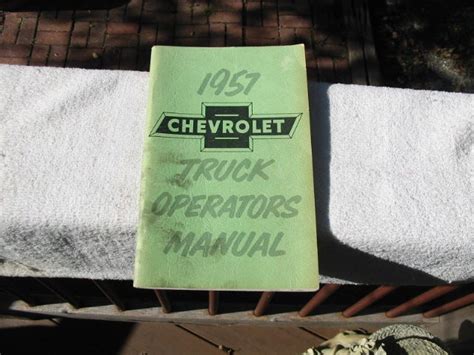 1957
CHEVROLET
TRUCK
OPERATORS
MANUAL